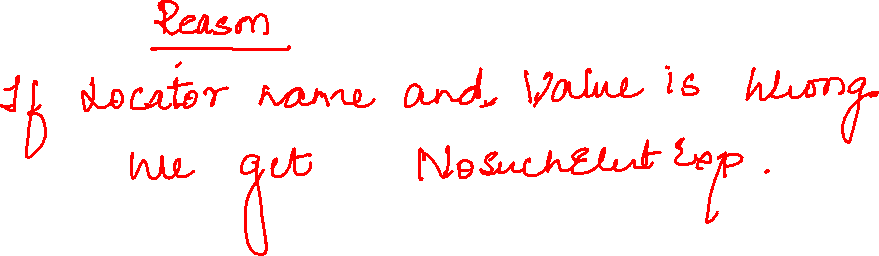 Reason
If Locator name and Value is Wrong
We get NoSuchElmt Exp.